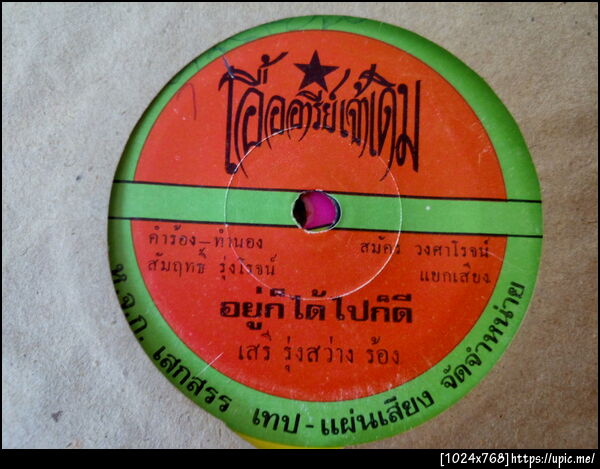 เอื้ออารีย์เจ้าเดิม
คำร้อง-ทำนอง
สัมฤทธิ์ รุ่งโรจน์
สมัคร วงศาโรจน์
แยกเสียง
อยู่ก็ได้ไปก็ดี
เสรี รุ่งสว่าง ร้อง
ห.จ.ก. เสกสรร เทป-แผ่นเสียง จัดจำหน่าย
[1024x768]https://upic.me/